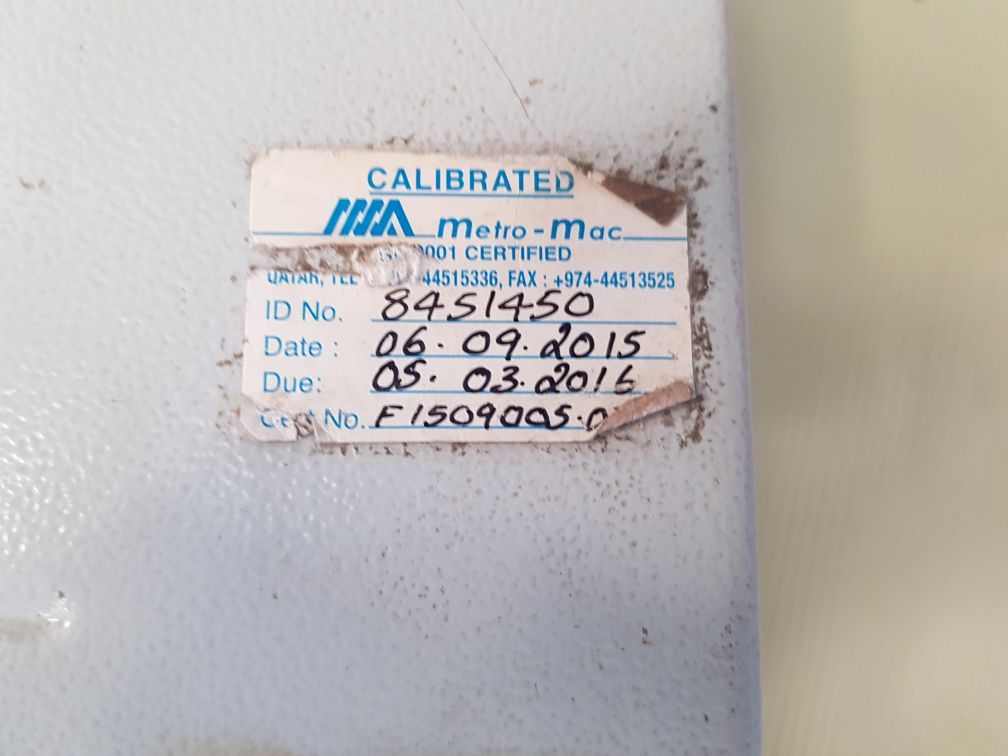 CALIBRATED
metro-mac
9001 CERTIFIED
QATAR, TEL 44515336, FAX : +974-44513525
ID No. 8451450
Date : 06.09.2015
Due: 05.03.2016
Cert No. F1509005.0